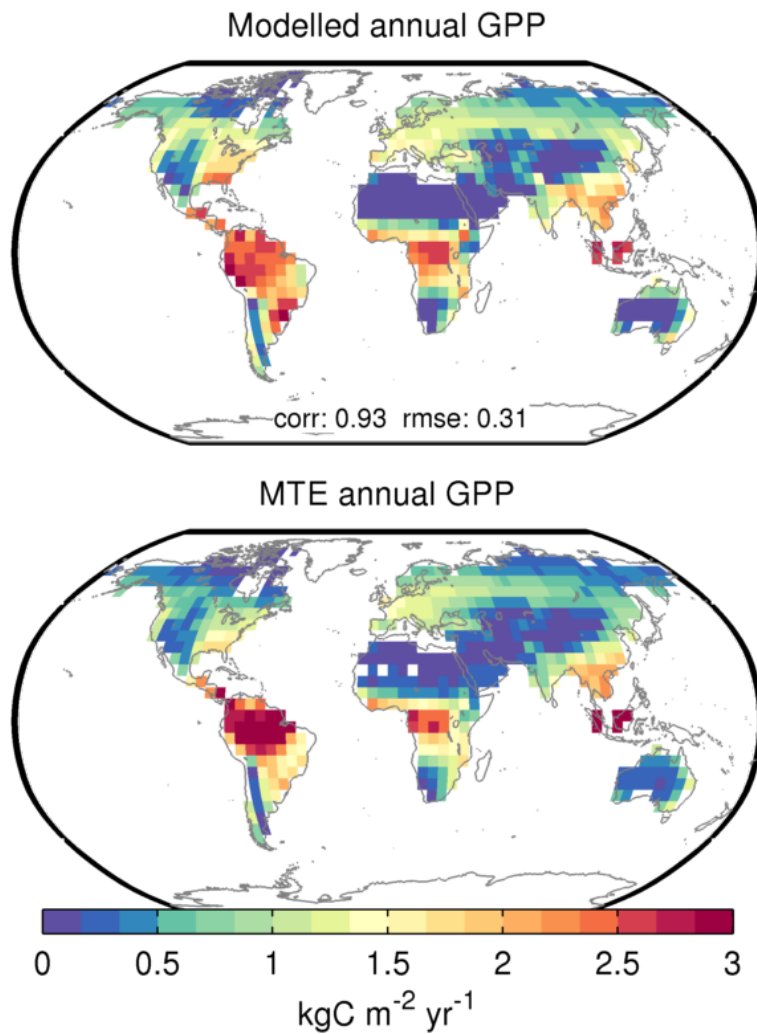 Modelled annual GPP
corr: 0.93 rmse: 0.31
MTE annual GPP
0 0.5 1 1.5 2 2.5 3
kgC m⁻² yr⁻¹